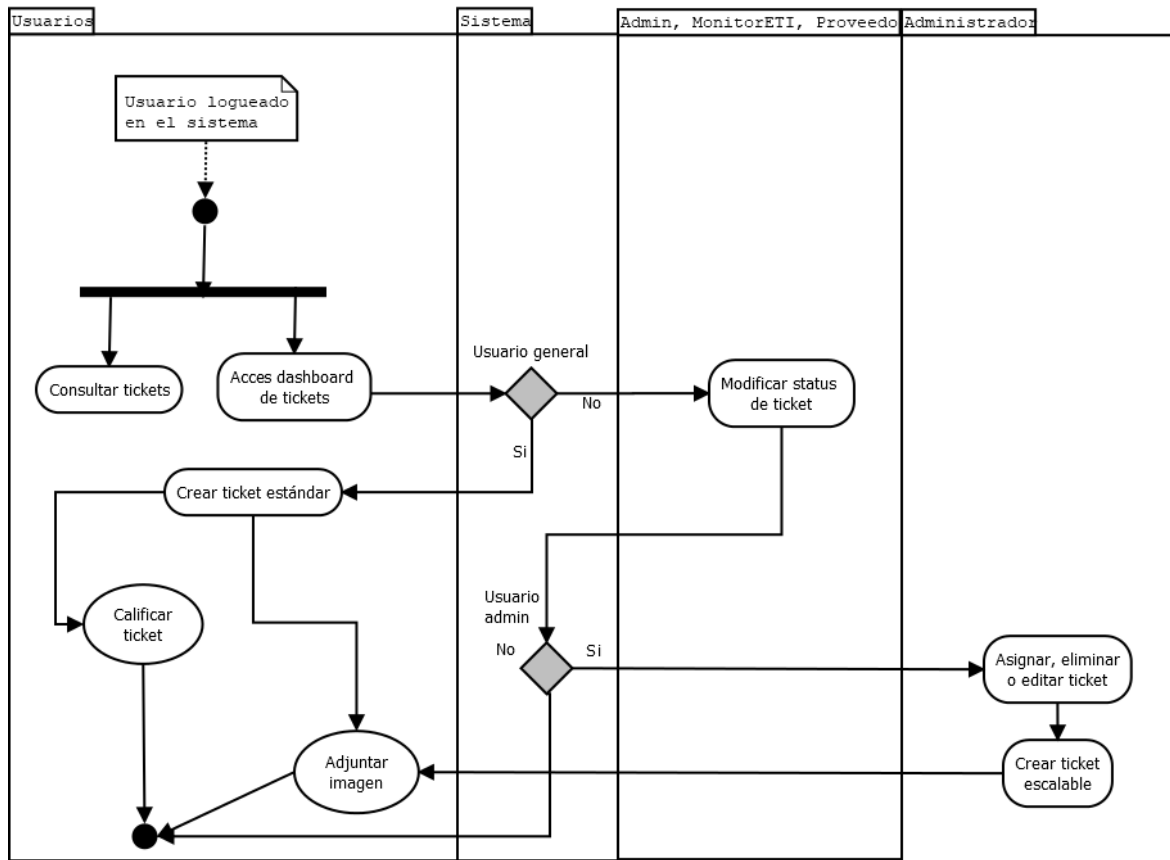 Usuarios
Sistema
Admin, MonitorETI, Proveedo
Administrador
Usuario logueado
en el sistema
Usuario general
Consultar tickets
Acces dashboard
de tickets
No
Modificar status
de ticket
Si
Crear ticket estándar
Calificar
ticket
Usuario
admin
No
Si
Asignar, eliminar
o editar ticket
Adjuntar
imagen
Crear ticket
escalable